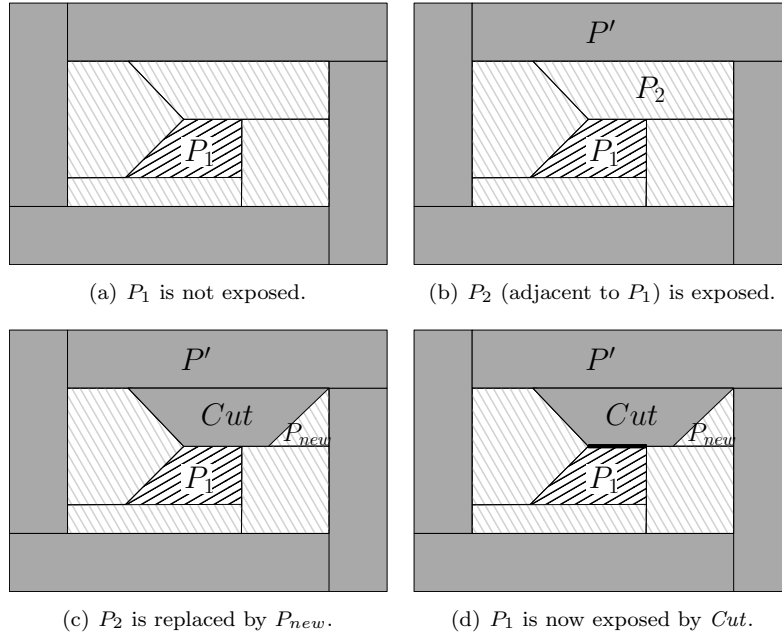 P′
P₂
P₁
P₁
(a) P₁ is not exposed.
(b) P₂ (adjacent to P₁) is exposed.
P′
P′
Cut
Cut
Pₙₑw
Pₙₑw
P₁
P₁
(c) P₂ is replaced by Pₙₑw.
(d) P₁ is now exposed by Cut.